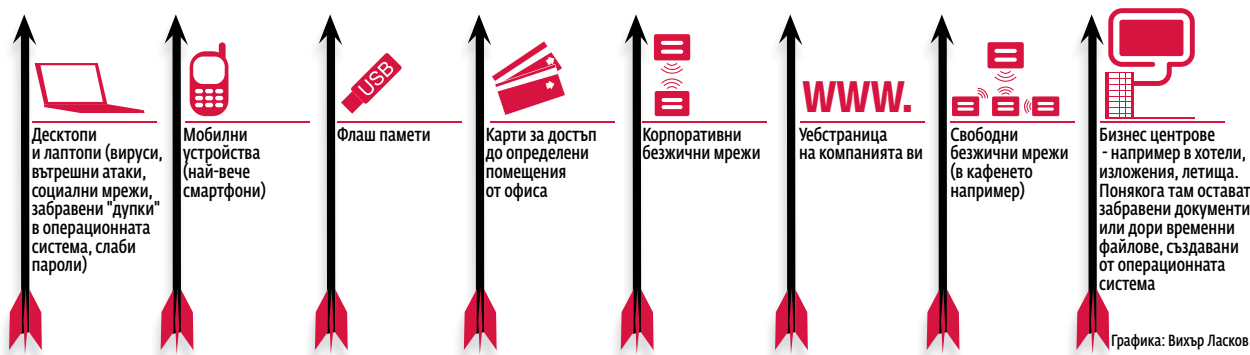 Десктопи
и лаптопи (вируси,
вътрешни атаки,
социални мрежи,
забравени "дупки"
в операционната
система, слаби
пароли)
Мобилни
устройства
(най-вече
смартфони)
USB
Флаш памети
Карти за достъп
до определени
помещения
от офиса
Корпоративни
безжични мрежи
WWW.
Уебстраница
на компанията ви
Свободни
безжични мрежи
(в кафенето
например)
Бизнес центрове
- например в хотели,
изложения, летища.
Понякога там остават
забравени документи
или дори временни
файлове, създавани
от операционната
система
Графика: Вихър Ласков